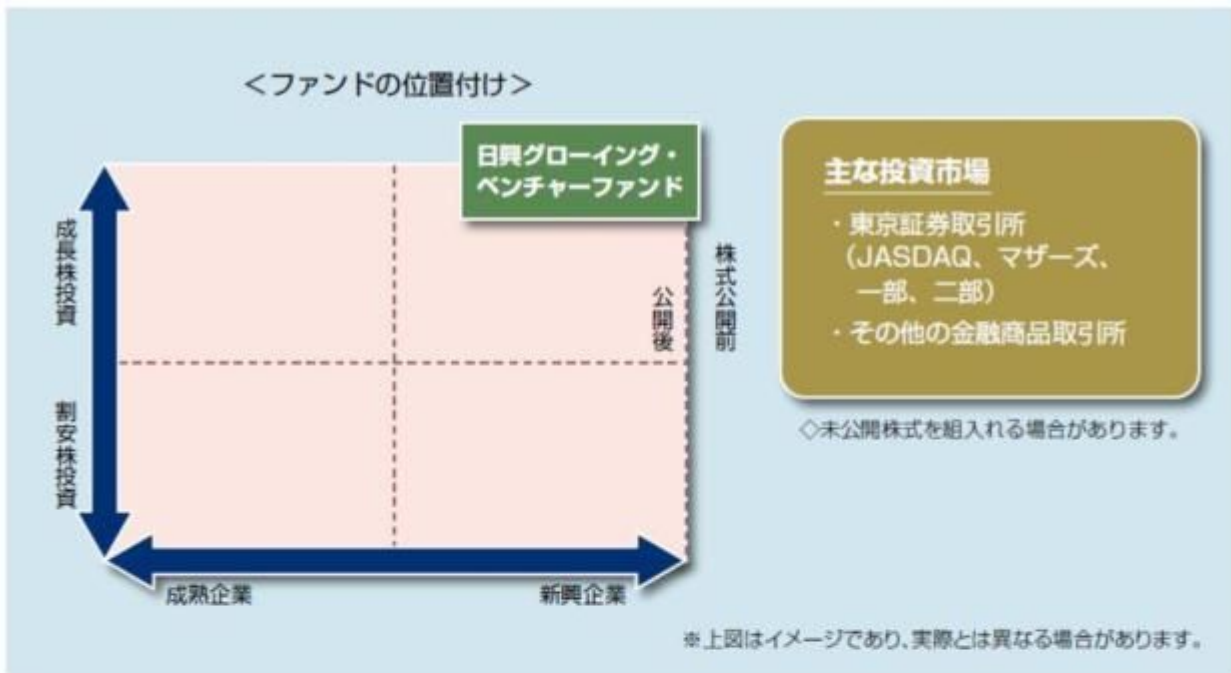 ＜ファンドの位置付け＞
日興グローイング・
ベンチャーファンド
成長株投資
割安株投資
公開後
株式公開前
成熟企業
新興企業
主な投資市場
・東京証券取引所
（JASDAQ、マザーズ、
一部、二部）
・その他の金融商品取引所
◇未公開株式を組入れる場合があります。
※上図はイメージであり、実際とは異なる場合があります。